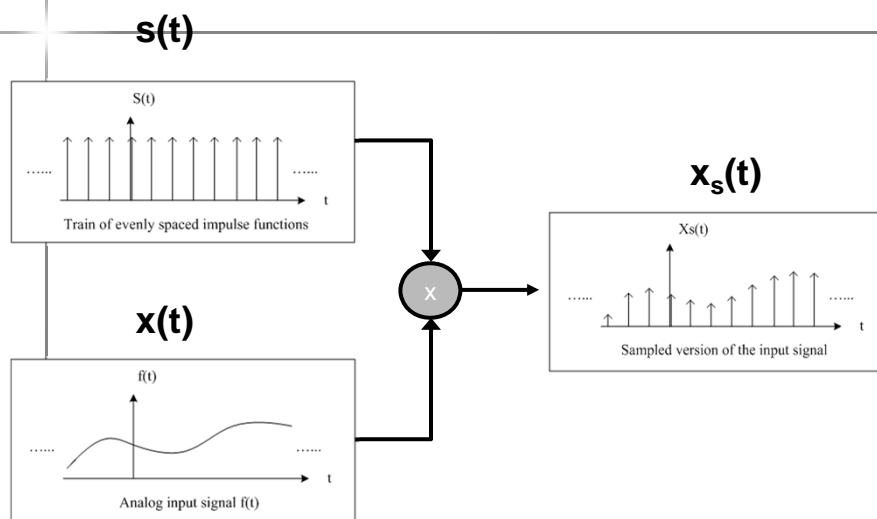 s(t)
S(t)
…...
…...
t
Train of evenly spaced impulse functions
x
xs(t)
Xs(t)
…...
…...
t
Sampled version of the input signal
x(t)
f(t)
…...
…...
t
Analog input signal f(t)